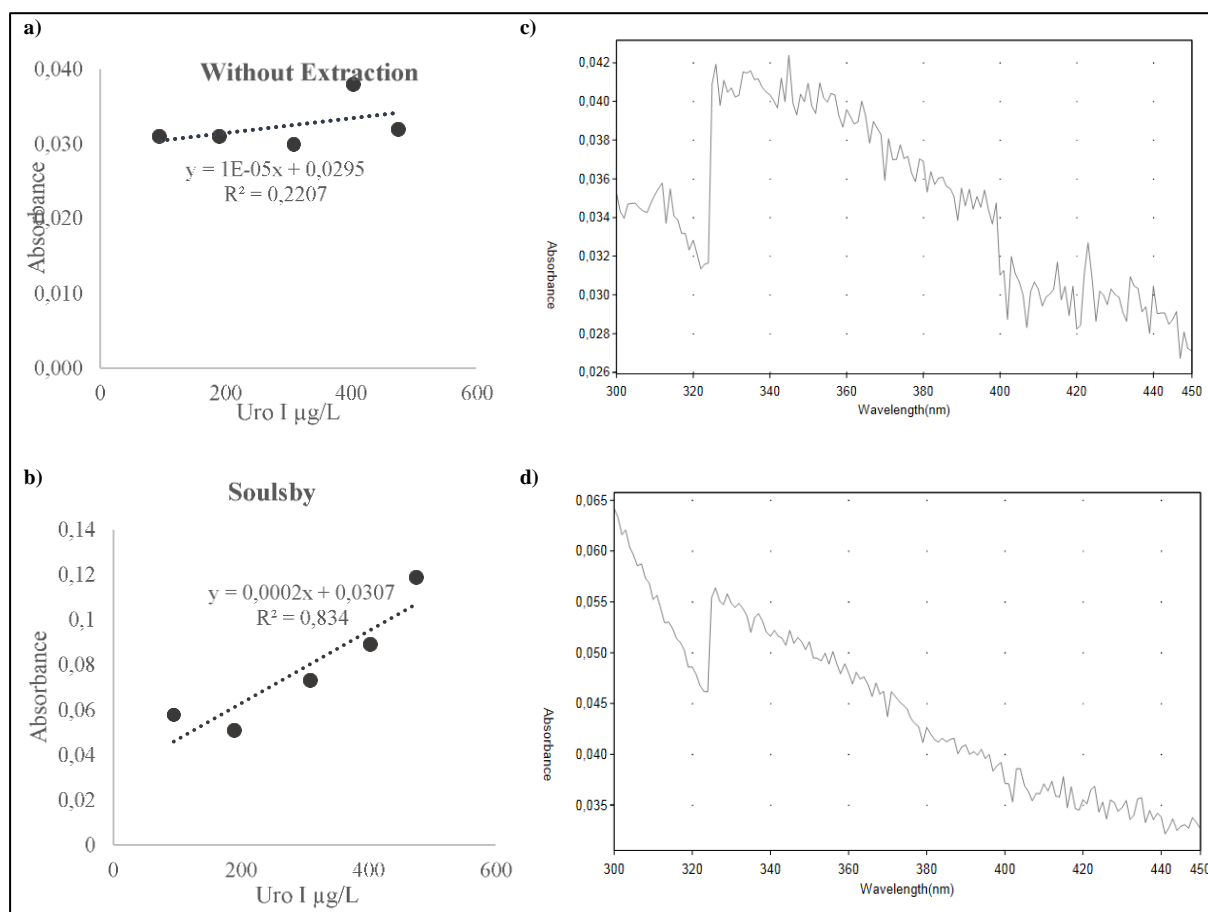 a)
Without Extraction
0,040
0,030
0,020
0,010
0,000
Absorbance
y = 1E-05x + 0,0295
R² = 0,2207
0 200 400 600
Uro I µg/L
c)
0,042
0,040
0,038
0,036
0,034
0,032
0,030
0,028
0,026
Absorbance
300 320 340 360 380 400 420 440 450
Wavelength(nm)
b)
Soulsby
0,14
0,12
0,1
0,08
0,06
0,04
0,02
0
Absorbance
y = 0,0002x + 0,0307
R² = 0,834
0 200 400 600
Uro I µg/L
d)
0,065
0,060
0,055
0,050
0,045
0,040
0,035
Absorbance
300 320 340 360 380 400 420 440 450
Wavelength(nm)